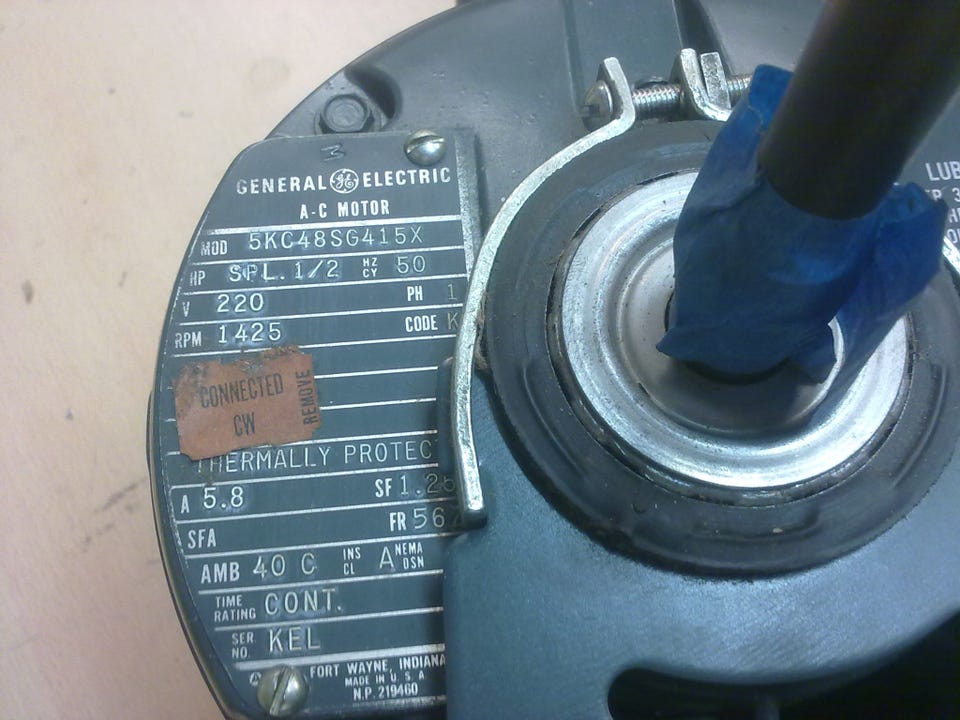 3
GENERAL GE ELECTRIC
A-C MOTOR
MOD 5KC48SG415X
HP SPL. 1/2 HZ CY 50
V 220 PH 1
RPM 1425 CODE K
CONNECTED
CW
REMOVE
THERMALLY PROTEC
A 5.8 SF 1.25
SFA FR 56
AMB 40 C INS CL A NEMA DSN
TIME RATING CONT.
SER. NO. KEL
FORT WAYNE, INDIANA
MADE IN U.S.A
N.P. 219460
LUB